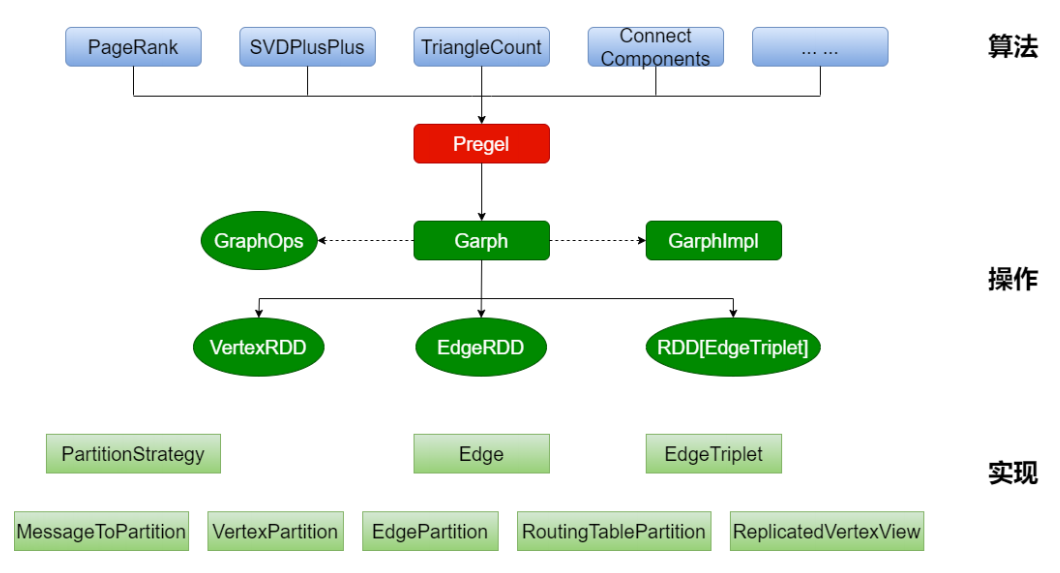 PageRank
SVDPlusPlus
TriangleCount
Connect
Components
... ...
算法
Pregel
GraphOps
Garph
GarphImpl
操作
VertexRDD
EdgeRDD
RDD[EdgeTriplet]
PartitionStrategy
Edge
EdgeTriplet
实现
MessageToPartition
VertexPartition
EdgePartition
RoutingTablePartition
ReplicatedVertexView